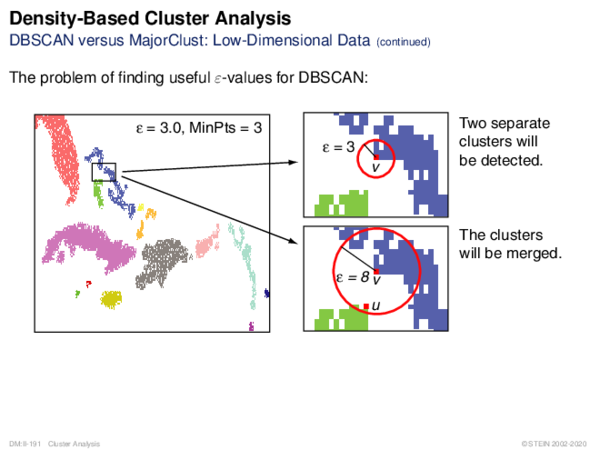 Density-Based Cluster Analysis
DBSCAN versus MajorClust: Low-Dimensional Data (continued)
The problem of finding useful ε-values for DBSCAN:
ε = 3.0, MinPts = 3
ε = 3
v
Two separate
clusters will
be detected.
ε = 8
v
u
The clusters
will be merged.
DM:II-191 Cluster Analysis
© STEIN 2002-2020